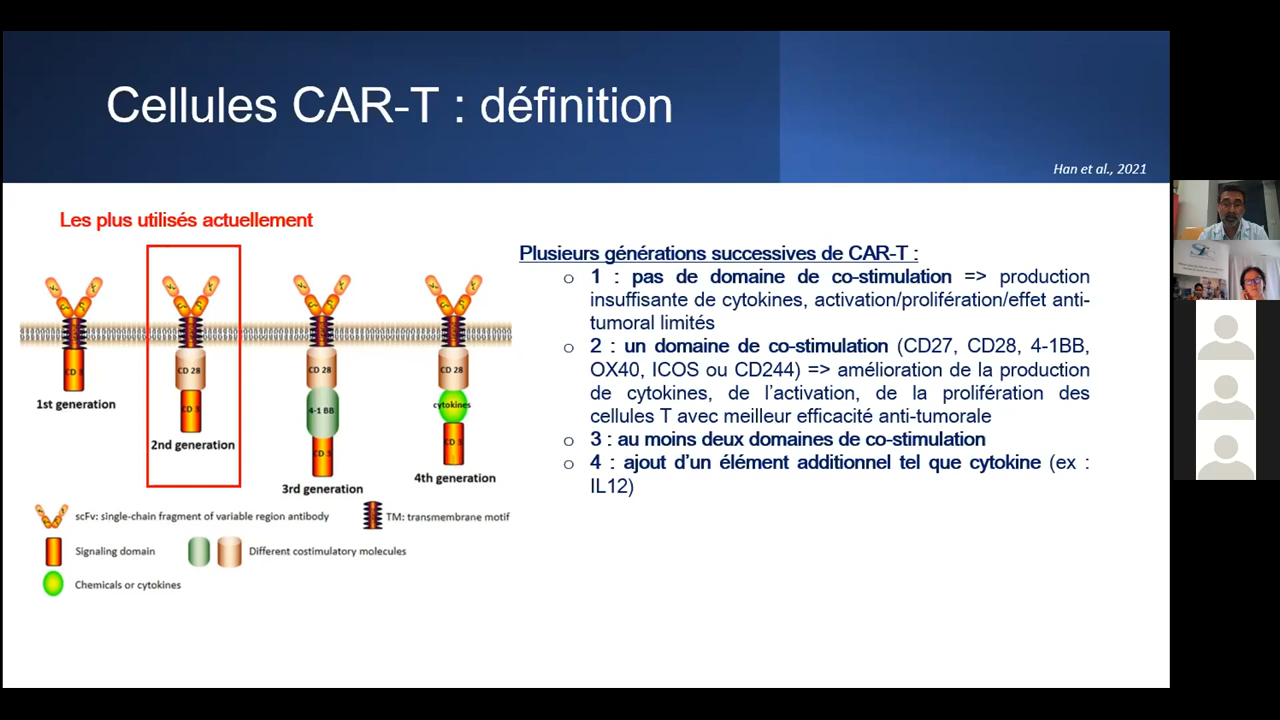 Cellules CAR-T : définition
Han et al., 2021
Les plus utilisés actuellement
CD 3
1st generation
CD 28
CD 3
2nd generation
CD 28
4-1 BB
CD 3
3rd generation
CD 28
cytokines
CD 3
4th generation
scFv: single-chain fragment of variable region antibody
TM: transmembrane motif
Signaling domain
Different costimulatory molecules
Chemicals or cytokines
Plusieurs générations successives de CAR-T :
o 1 : pas de domaine de co-stimulation => production
insuffisante de cytokines, activation/prolifération/effet anti-
tumoral limités
o 2 : un domaine de co-stimulation (CD27, CD28, 4-1BB,
OX40, ICOS ou CD244) => amélioration de la production
de cytokines, de l’activation, de la prolifération des
cellules T avec meilleur efficacité anti-tumorale
o 3 : au moins deux domaines de co-stimulation
o 4 : ajout d’un élément additionnel tel que cytokine (ex :
IL12)